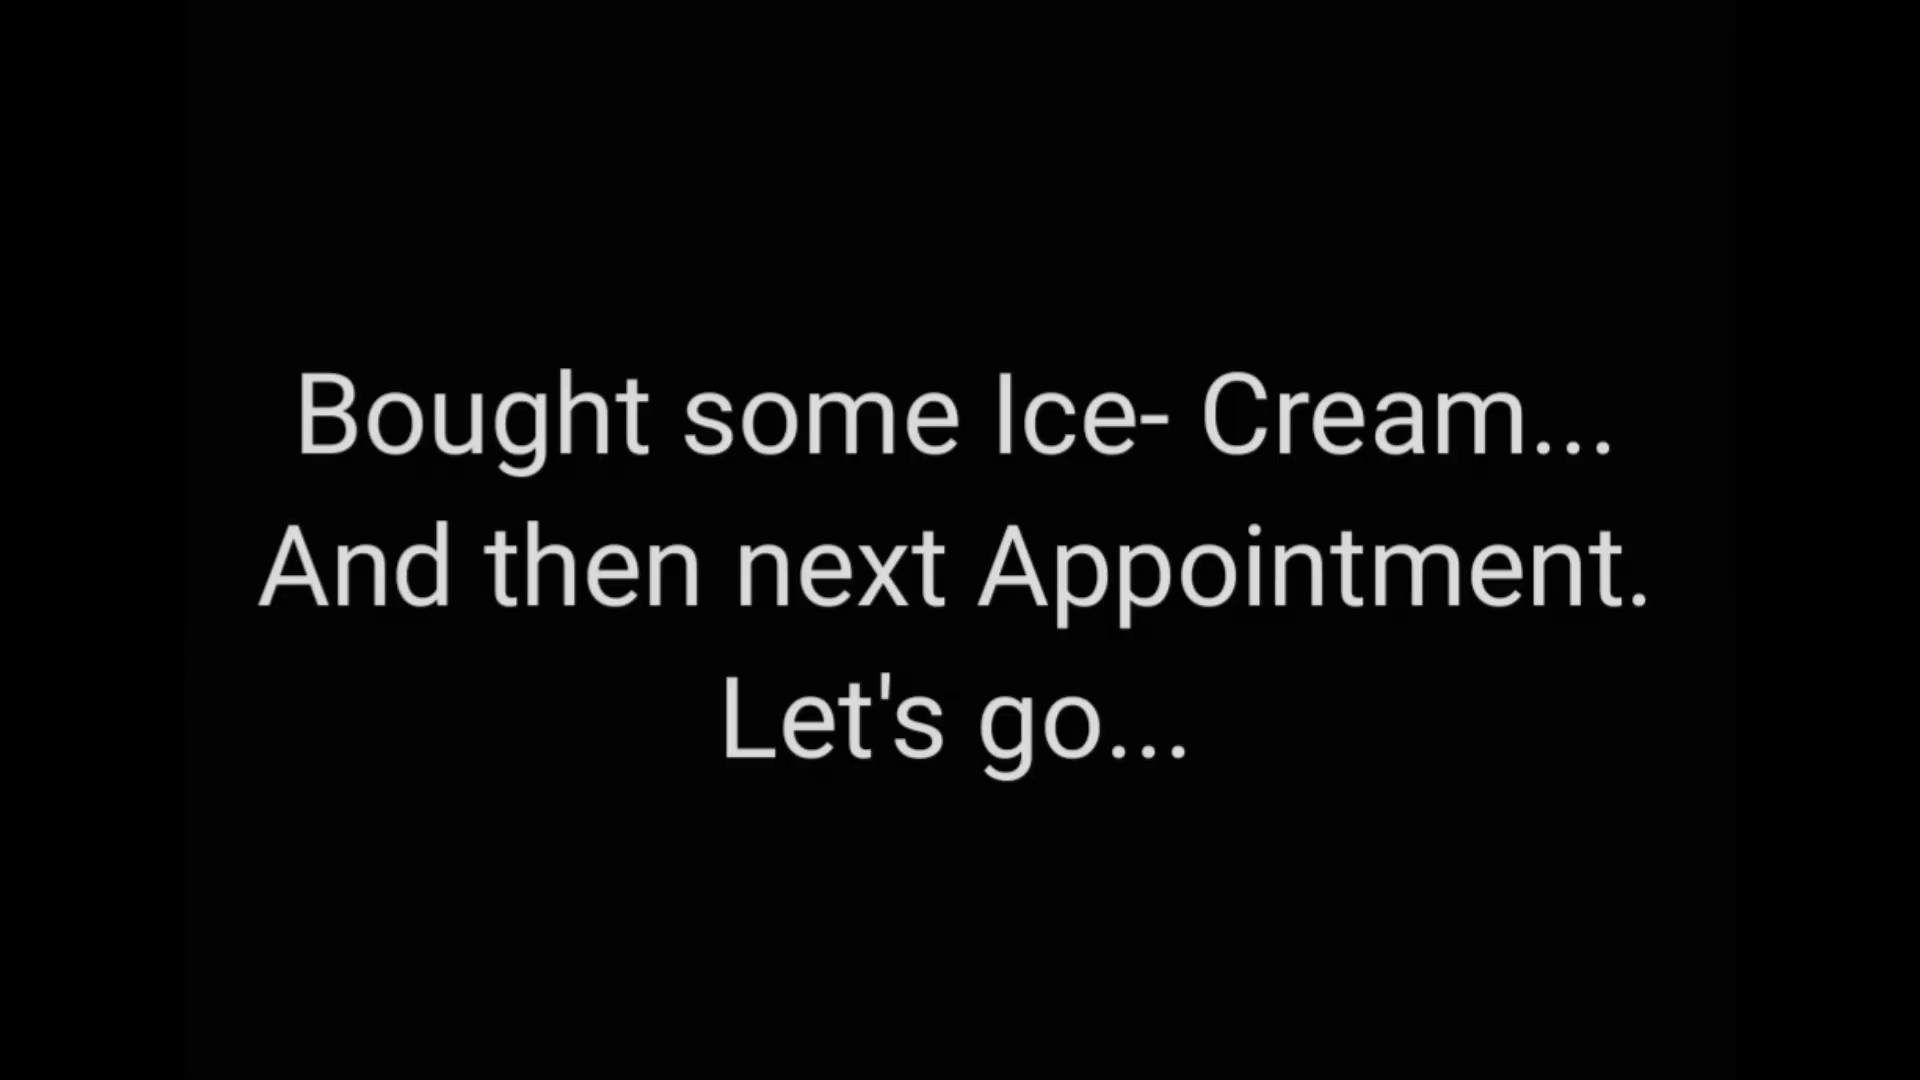 Bought some Ice- Cream...
And then next Appointment.
Let's go...